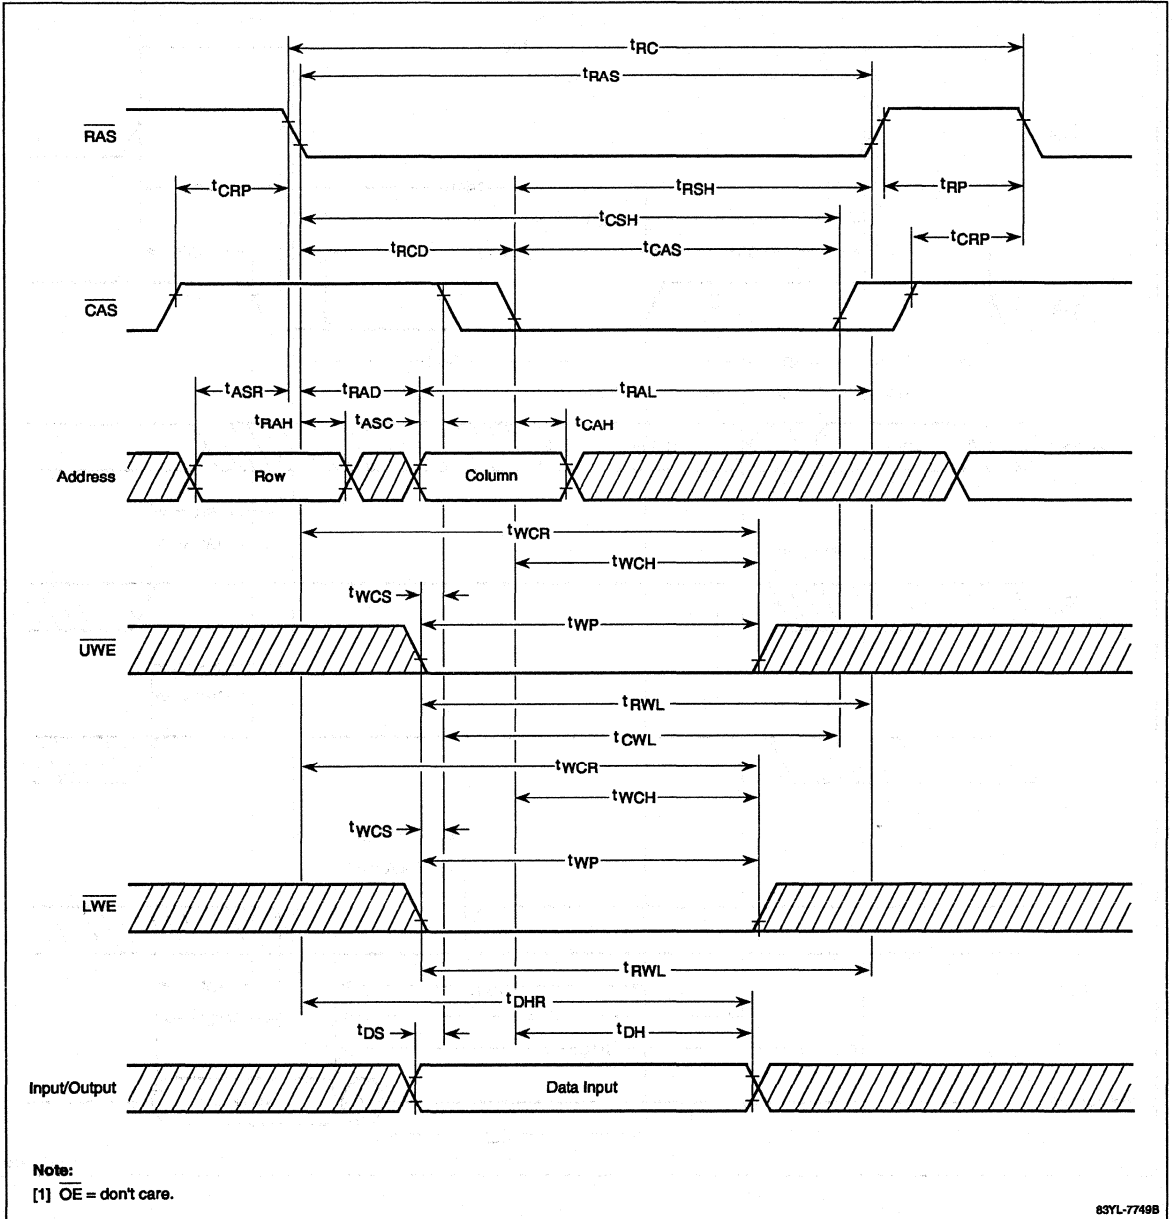 tRC
tRAS
RAS
tCRP
tRSH
tRP
tCSH
tRCD
tCAS
tCRP
CAS
tASR
tRAD
tRAL
tRAH
tASC
tCAH
Address
Row
Column
tWCR
tWCH
tWCS
tWP
UWE
tRWL
tCWL
tWCR
tWCH
tWCS
tWP
LWE
tRWL
tDHR
tDS
tDH
Input/Output
Data Input
Note:
[1] OE = don't care.
83YL-7749B